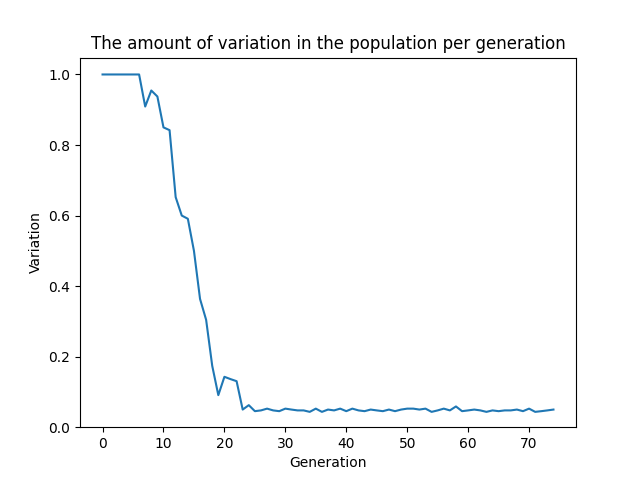 The amount of variation in the population per generation
1.0
0.8
0.6
0.4
0.2
0.0
Variation
0 10 20 30 40 50 60 70
Generation